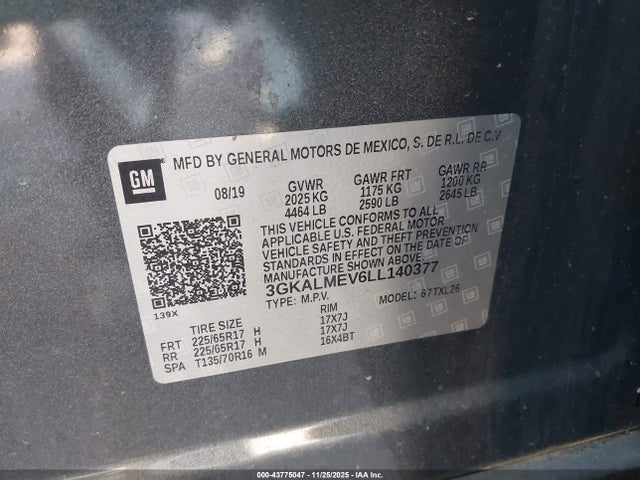 GM
MFD BY GENERAL MOTORS DE MEXICO, S. DE R.L. DE C.V
08/19 GVWR GAWR FRT GAWR RR
2025 KG 1175 KG 1200 KG
4464 LB 2590 LB 2645 LB
THIS VEHICLE CONFORMS TO ALL
APPLICABLE U.S. FEDERAL MOTOR
VEHICLE SAFETY AND THEFT PREVENTION
STANDARDS IN EFFECT ON THE DATE OF
MANUFACTURE SHOWN ABOVE.
3GKALMEV6LL140377
TYPE: M.P.V. MODEL: 67TXL26
139X
TIRE SIZE RIM
FRT 225/65R17 H 17X7J
RR 225/65R17 H 17X7J
SPA T135/70R16 M 16X4BT
000-43775047 - 11/25/2025 - IAA Inc.